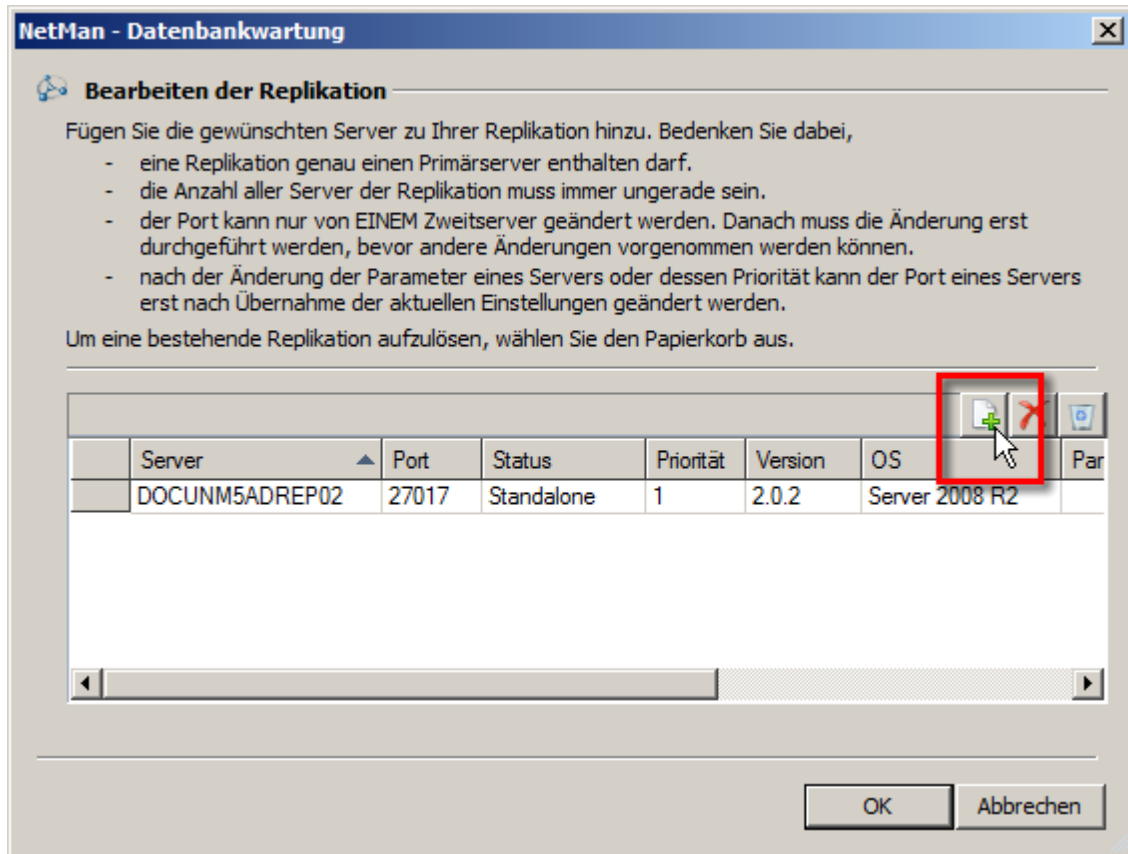 NetMan - Datenbankwartung
Bearbeiten der Replikation
Fügen Sie die gewünschten Server zu Ihrer Replikation hinzu. Bedenken Sie dabei,
- eine Replikation genau einen Primärserver enthalten darf.
- die Anzahl aller Server der Replikation muss immer ungerade sein.
- der Port kann nur von EINEM Zweitserver geändert werden. Danach muss die Änderung erst
durchgeführt werden, bevor andere Änderungen vorgenommen werden können.
- nach der Änderung der Parameter eines Servers oder dessen Priorität kann der Port eines Servers
erst nach Übernahme der aktuellen Einstellungen geändert werden.
Um eine bestehende Replikation aufzulösen, wählen Sie den Papierkorb aus.
Server Port Status Priorität Version OS Par
DOCUNM5ADREP02 27017 Standalone 1 2.0.2 Server 2008 R2
OK Abbrechen